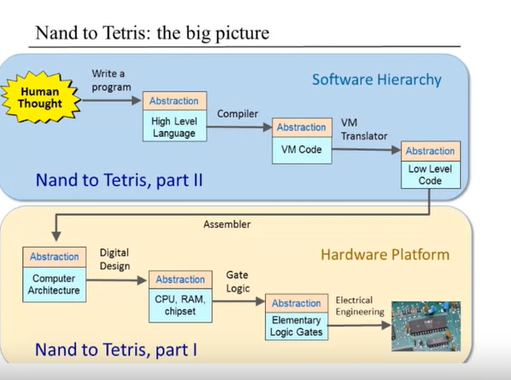 Nand to Tetris: the big picture
Software Hierarchy
Human
Thought
Write a
program
Abstraction
High Level
Language
Compiler
Abstraction
VM Code
VM
Translator
Abstraction
Low Level
Code
Nand to Tetris, part II
Assembler
Hardware Platform
Abstraction
Computer
Architecture
Digital
Design
Abstraction
CPU, RAM,
chipset
Gate
Logic
Abstraction
Elementary
Logic Gates
Electrical
Engineering
Nand to Tetris, part I